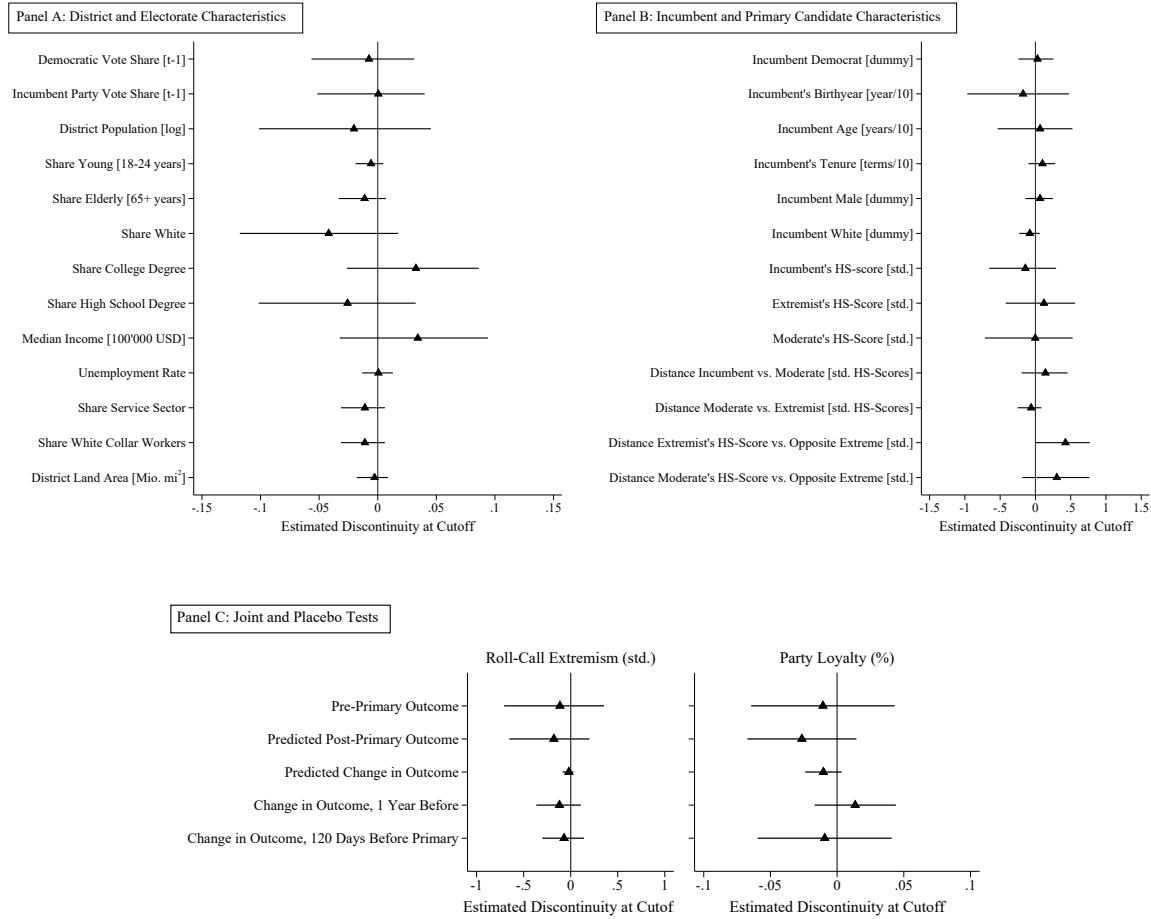 Panel A: District and Electorate Characteristics
Democratic Vote Share [t-1]
Incumbent Party Vote Share [t-1]
District Population [log]
Share Young [18-24 years]
Share Elderly [65+ years]
Share White
Share College Degree
Share High School Degree
Median Income [100'000 USD]
Unemployment Rate
Share Service Sector
Share White Collar Workers
District Land Area [Mio. mi²]
-.15 -.1 -.05 0 .05 .1 .15
Estimated Discontinuity at Cutoff
Panel B: Incumbent and Primary Candidate Characteristics
Incumbent Democrat [dummy]
Incumbent's Birthyear [year/10]
Incumbent Age [years/10]
Incumbent's Tenure [terms/10]
Incumbent Male [dummy]
Incumbent White [dummy]
Incumbent's HS-score [std.]
Extremist's HS-Score [std.]
Moderate's HS-Score [std.]
Distance Incumbent vs. Moderate [std. HS-Scores]
Distance Moderate vs. Extremist [std. HS-Scores]
Distance Extremist's HS-Score vs. Opposite Extreme [std.]
Distance Moderate's HS-Score vs. Opposite Extreme [std.]
-1.5 -1 -.5 0 .5 1 1.5
Estimated Discontinuity at Cutoff
Panel C: Joint and Placebo Tests
Roll-Call Extremism (std.)
Pre-Primary Outcome
Predicted Post-Primary Outcome
Predicted Change in Outcome
Change in Outcome, 1 Year Before
Change in Outcome, 120 Days Before Primary
-1 -.5 0 .5 1
Estimated Discontinuity at Cutoff
Party Loyalty (%)
-.1 -.05 0 .05 .1
Estimated Discontinuity at Cutoff